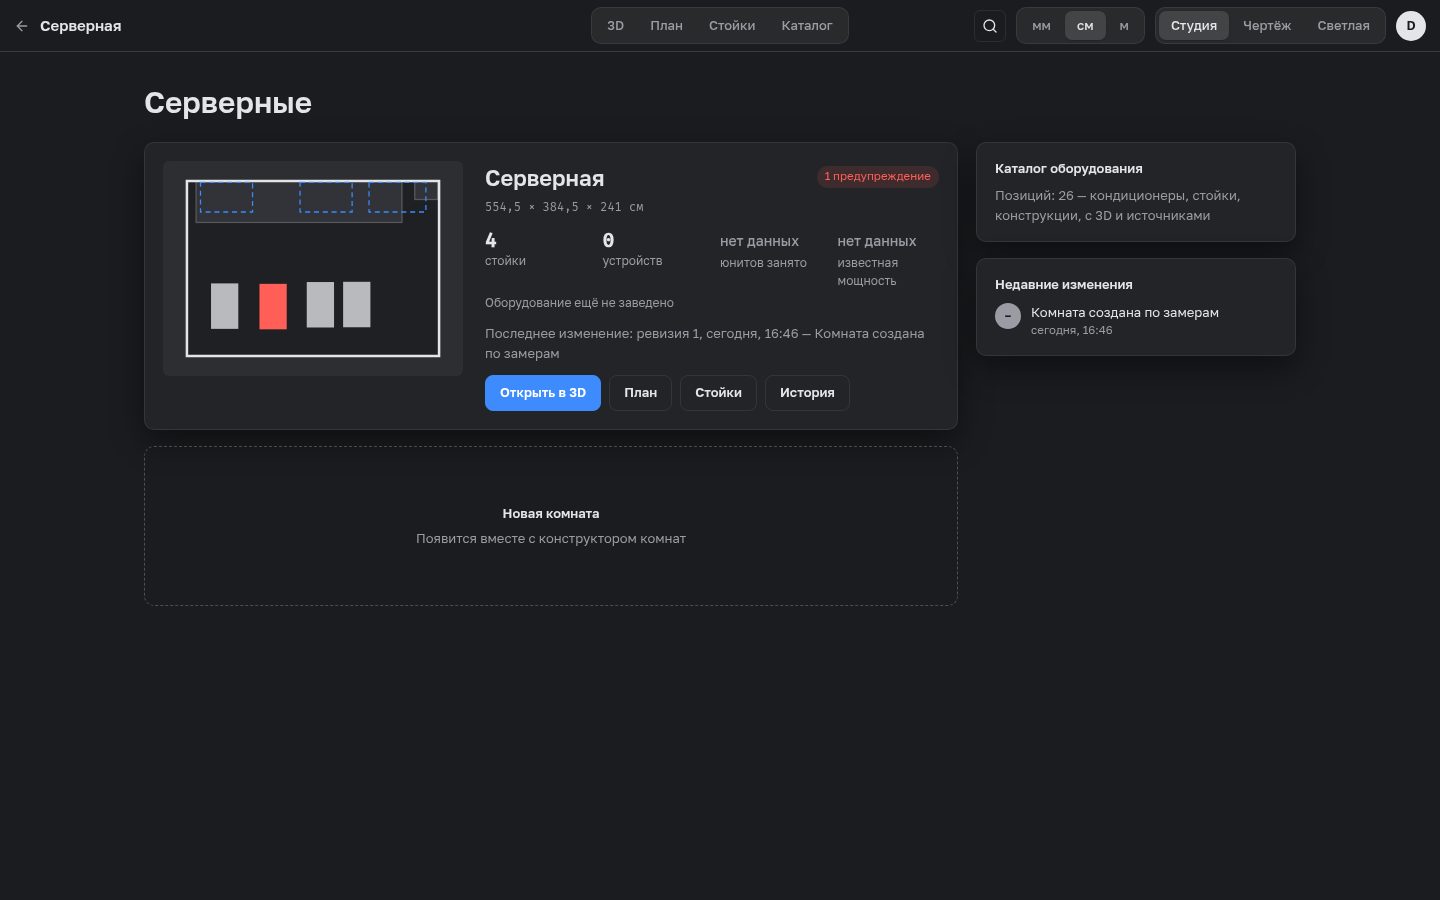 Серверная
3D План Стойки Каталог
мм см м
Студия Чертёж Светлая
D
Серверные
Серверная
1 предупреждение
554,5 × 384,5 × 241 см
4
стойки
0
устройств
нет данных
юнитов занято
нет данных
известная
мощность
Оборудование ещё не заведено
Последнее изменение: ревизия 1, сегодня, 16:46 — Комната создана
по замерам
Открыть в 3D План Стойки История
Новая комната
Появится вместе с конструктором комнат
Каталог оборудования
Позиций: 26 — кондиционеры, стойки,
конструкции, с 3D и источниками
Недавние изменения
–
Комната создана по замерам
сегодня, 16:46